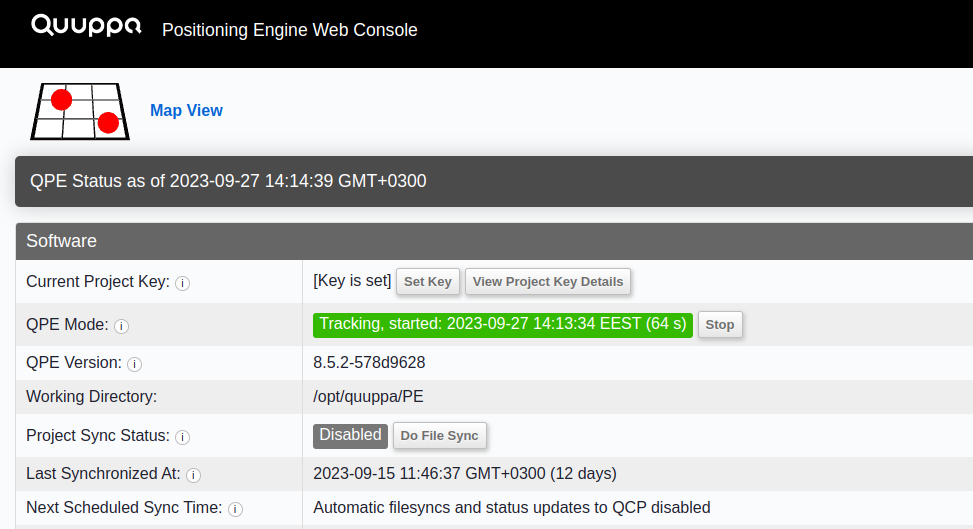 Quuppa Positioning Engine Web Console
Map View
QPE Status as of 2023-09-27 14:14:39 GMT+0300
Software
Current Project Key: i [Key is set] Set Key View Project Key Details
QPE Mode: i Tracking, started: 2023-09-27 14:13:34 EEST (64 s) Stop
QPE Version: i 8.5.2-578d9628
Working Directory: /opt/quuppa/PE
Project Sync Status: i Disabled Do File Sync
Last Synchronized At: i 2023-09-15 11:46:37 GMT+0300 (12 days)
Next Scheduled Sync Time: i Automatic filesyncs and status updates to QCP disabled